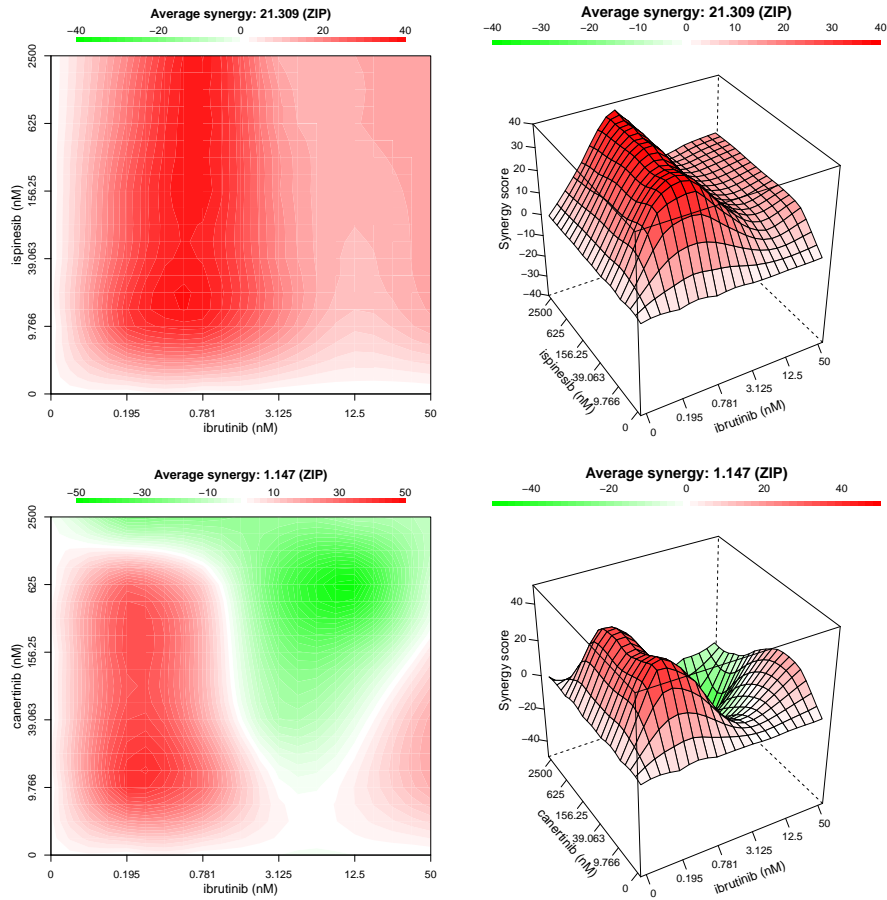 Average synergy: 21.309 (ZIP)
−40 −20 0 20 40
2500
625
156.25
39.063
9.766
0
ispinesib (nM)
0 0.195 0.781 3.125 12.5 50
ibrutinib (nM)
Average synergy: 21.309 (ZIP)
−40 −30 −20 −10 0 10 20 30 40
40
30
20
10
0
−10
−20
−30
−40
Synergy score
2500
625
156.25
39.063
9.766
0
ispinesib (nM)
0 0.195 0.781 3.125 12.5 50
ibrutinib (nM)
Average synergy: 1.147 (ZIP)
−50 −30 −10 10 30 50
2500
625
156.25
39.063
9.766
0
canertinib (nM)
0 0.195 0.781 3.125 12.5 50
ibrutinib (nM)
Average synergy: 1.147 (ZIP)
−40 −20 0 20 40
40
20
0
−20
−40
Synergy score
2500
625
156.25
39.063
9.766
0
canertinib (nM)
0 0.195 0.781 3.125 12.5 50
ibrutinib (nM)